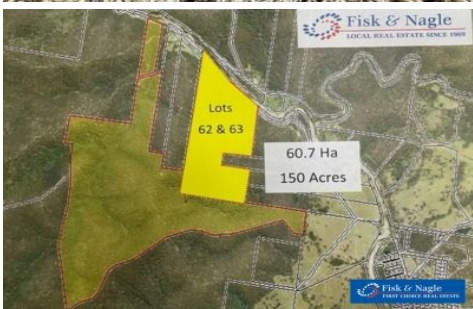 Fisk & Nagle
LOCAL REAL ESTATE SINCE 1969
Lots
62 & 63
60.7 Ha
150 Acres
Fisk & Nagle
FIRST CHOICE REAL ESTATE